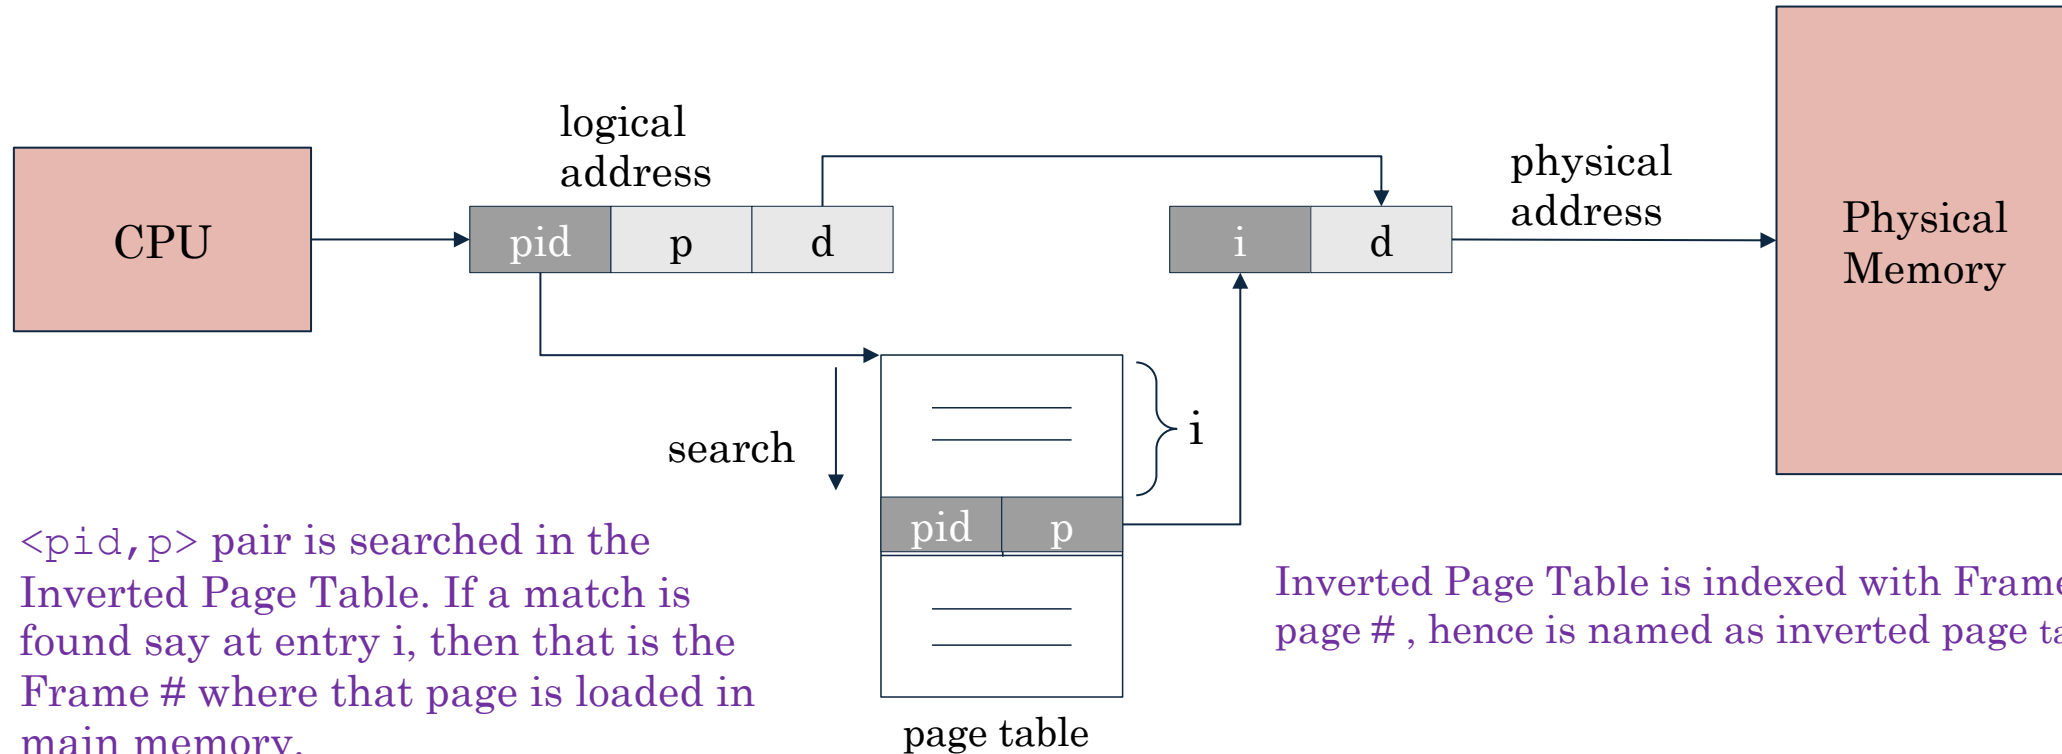 logical
address
CPU
pid p d
i d
physical
address
Physical
Memory
search
i
pid p
<pid,p> pair is searched in the
Inverted Page Table. If a match is
found say at entry i, then that is the
Frame # where that page is loaded in
main memory.
page table
Inverted Page Table is indexed with Frame
page # , hence is named as inverted page